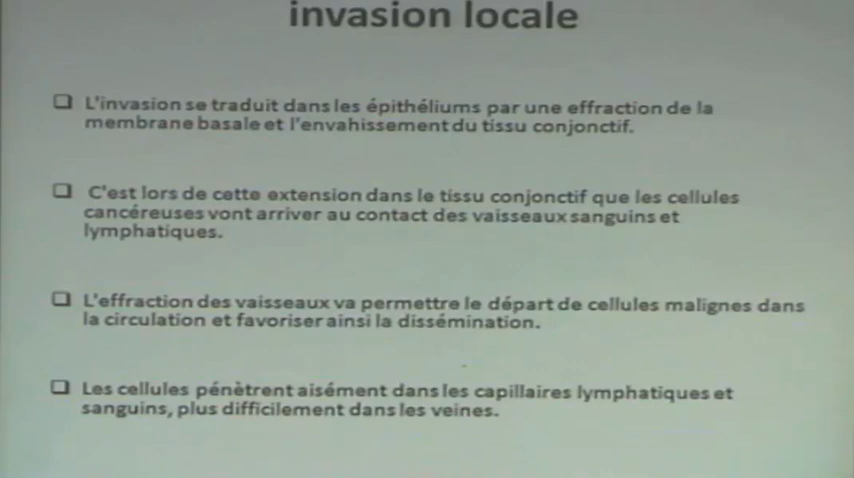 invasion locale
❑ L'invasion se traduit dans les épithéliums par une effraction de la
membrane basale et l'envahissement du tissu conjonctif.
❑ C'est lors de cette extension dans le tissu conjonctif que les cellules
cancéreuses vont arriver au contact des vaisseaux sanguins et
lymphatiques.
❑ L'effraction des vaisseaux va permettre le départ de cellules malignes dans
la circulation et favoriser ainsi la dissémination.
❑ Les cellules pénètrent aisément dans les capillaires lymphatiques et
sanguins, plus difficilement dans les veines.